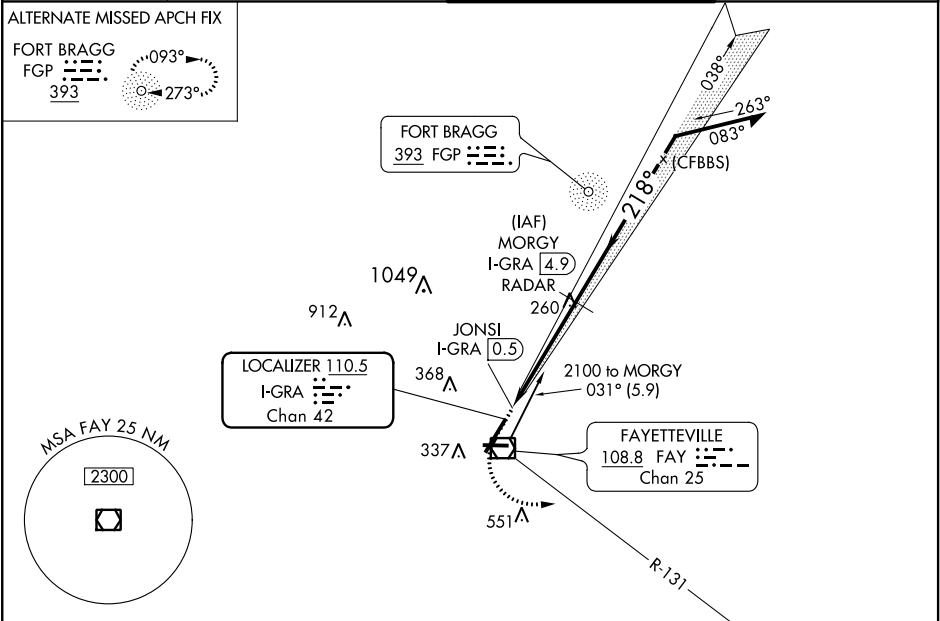 ALTERNATE MISSED APCH FIX
FORT BRAGG
FGP
393
093°
273°
038°
263°
083°
(CFBBS)
218°
FORT BRAGG
393 FGP
(IAF)
MORGY
I-GRA 4.9
RADAR
260
1049
912
JONSI
I-GRA 0.5
368
2100 to MORGY
031° (5.9)
LOCALIZER 110.5
I-GRA
Chan 42
337
FAYETTEVILLE
108.8 FAY
Chan 25
MSA FAY 25 NM
2300
551
R-131